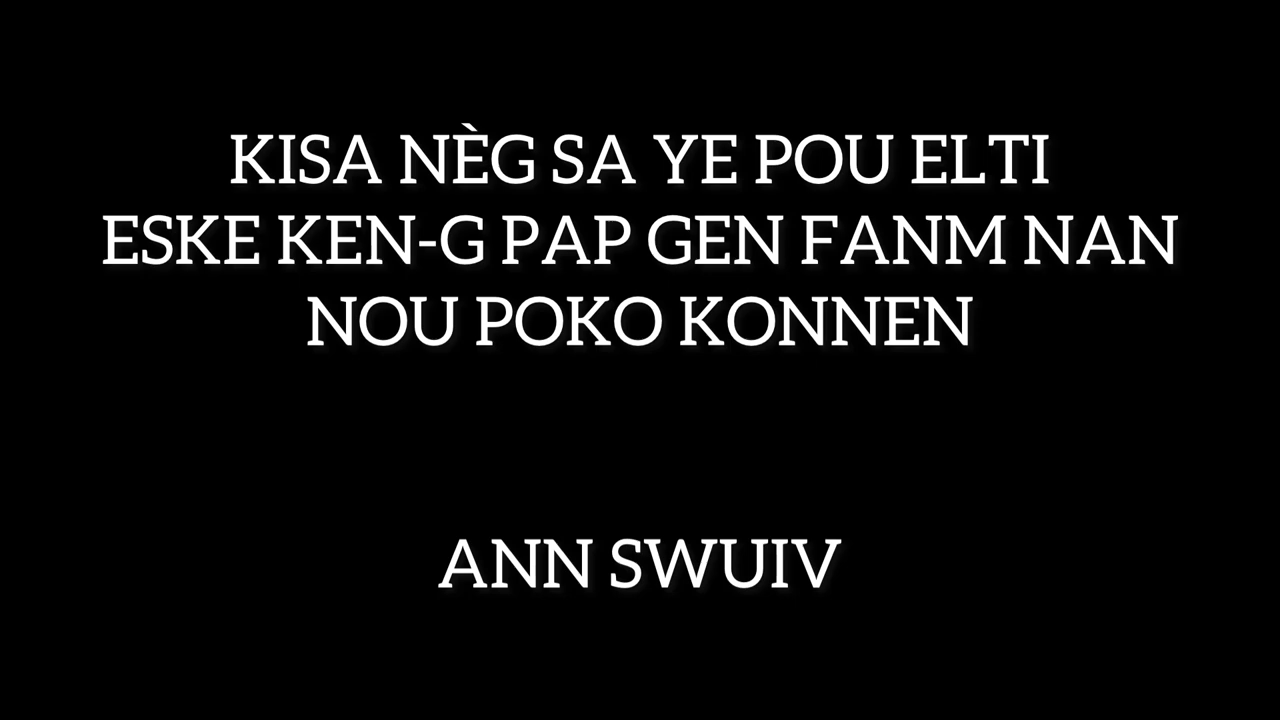 KISA NÈG SA YE POU ELTI
ESKE KEN-G PAP GEN FANM NAN
NOU POKO KONNEN
ANN SWUIV